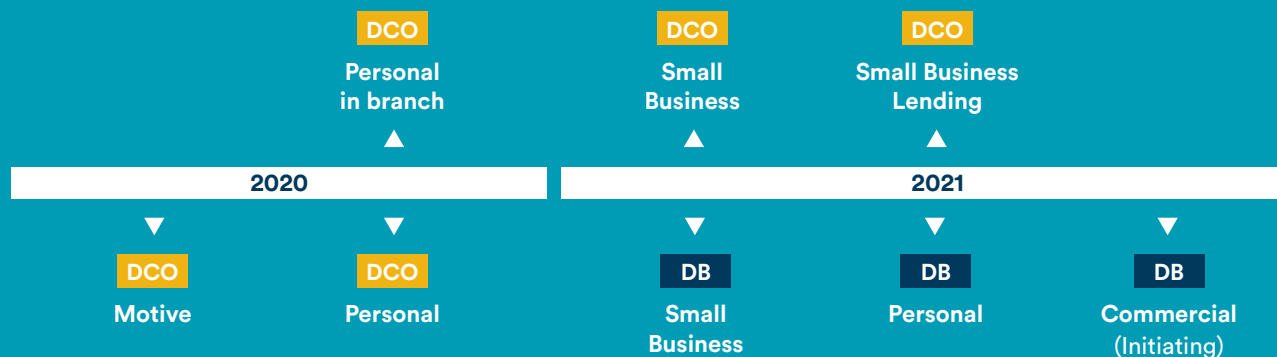 DCO
Personal
in branch
DCO
Small
Business
DCO
Small Business
Lending
2020
2021
DCO
Motive
DCO
Personal
DB
Small
Business
DB
Personal
DB
Commercial
(Initiating)